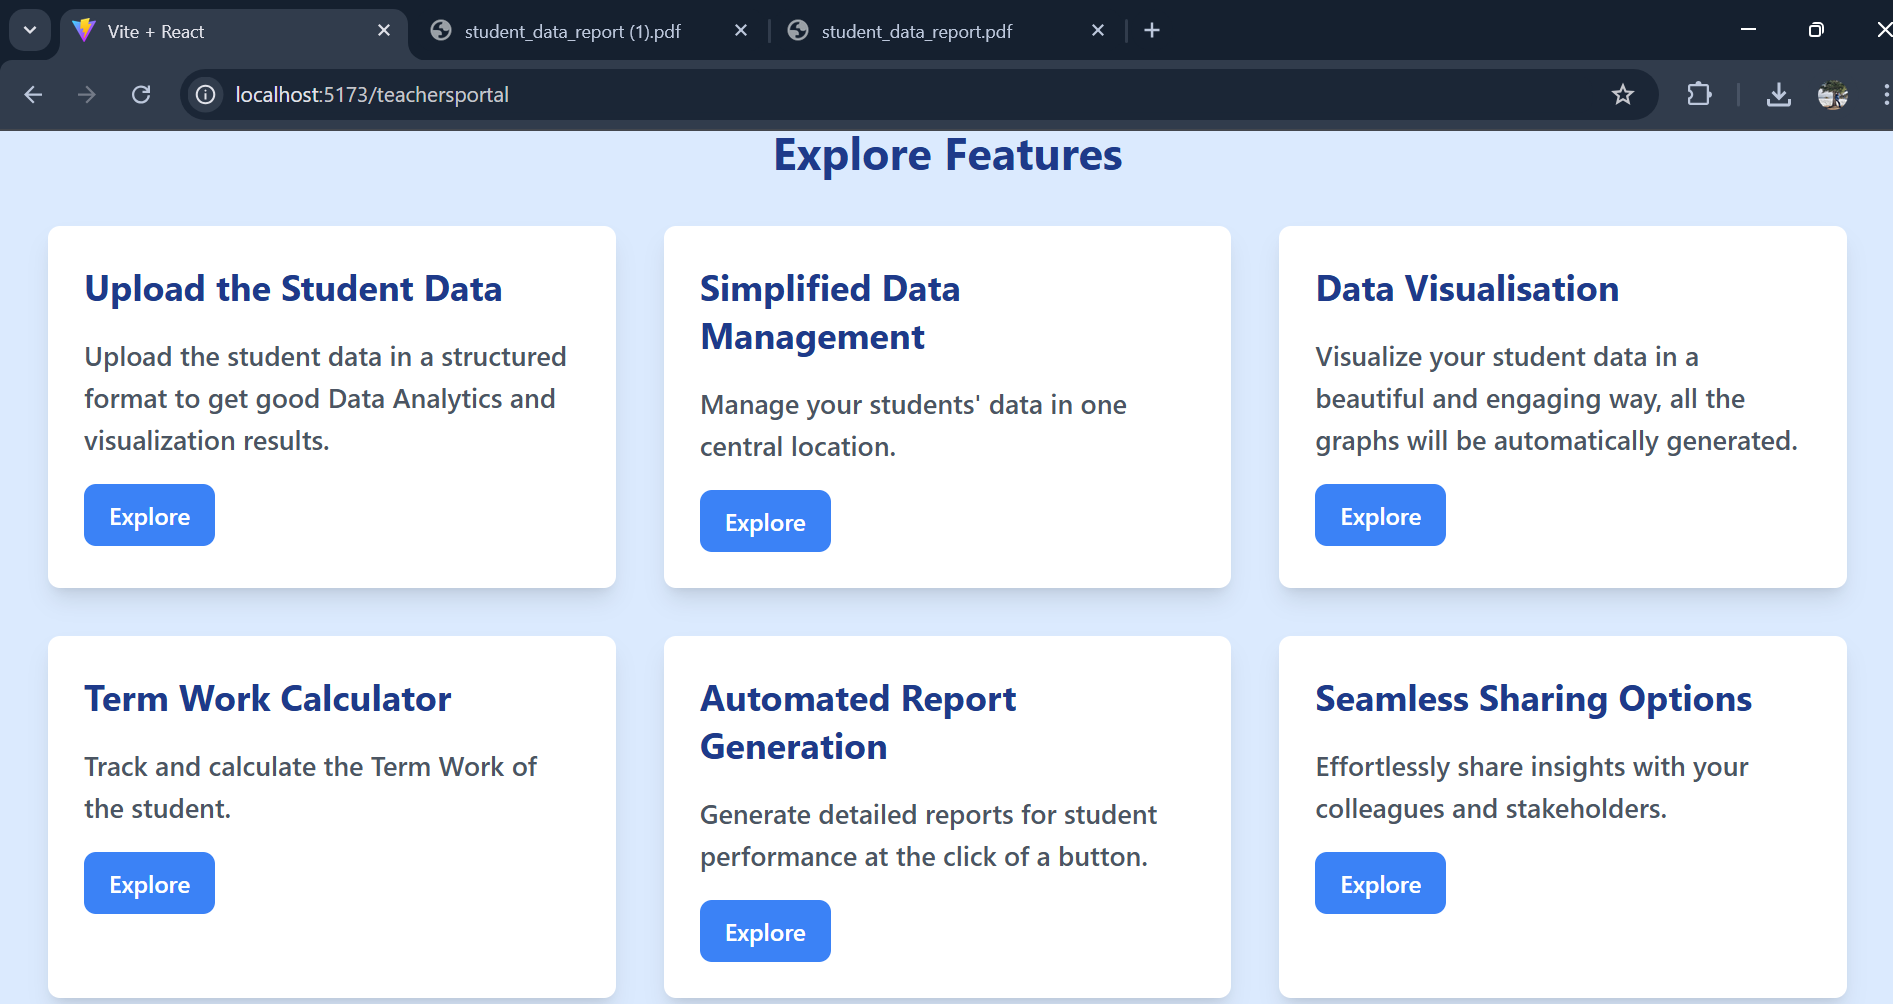 Vite + React
student_data_report (1).pdf
student_data_report.pdf
localhost:5173/teachersportal
Explore Features
Upload the Student Data
Upload the student data in a structured
format to get good Data Analytics and
visualization results.
Explore
Simplified Data
Management
Manage your students' data in one
central location.
Explore
Data Visualisation
Visualize your student data in a
beautiful and engaging way, all the
graphs will be automatically generated.
Explore
Term Work Calculator
Track and calculate the Term Work of
the student.
Explore
Automated Report
Generation
Generate detailed reports for student
performance at the click of a button.
Explore
Seamless Sharing Options
Effortlessly share insights with your
colleagues and stakeholders.
Explore